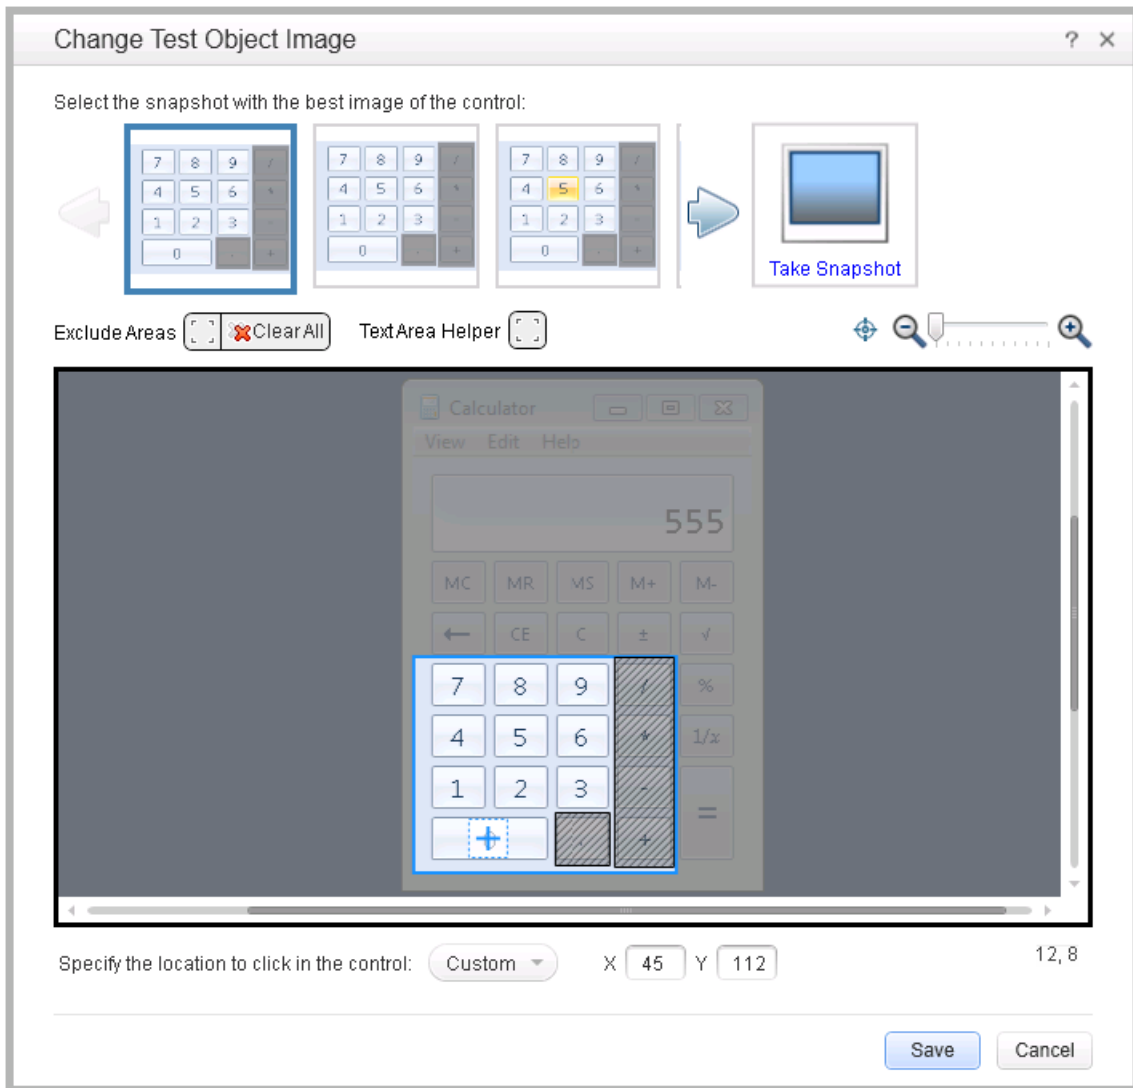 Change Test Object Image ? ×
Select the snapshot with the best image of the control:
7 8 9 / 7 8 9 / 7 8 9 /
4 5 6 * 4 5 6 * 4 5 6 *
1 2 3 - 1 2 3 - 1 2 3 -
0 . + 0 . + 0 . +
Take Snapshot
Exclude Areas Clear All Text Area Helper
Calculator
View Edit Help
555
MC MR MS M+ M-
← CE C ± √
7 8 9 / %
4 5 6 * 1/x
1 2 3 - =
. +
Specify the location to click in the control: Custom X 45 Y 112 12, 8
Save Cancel